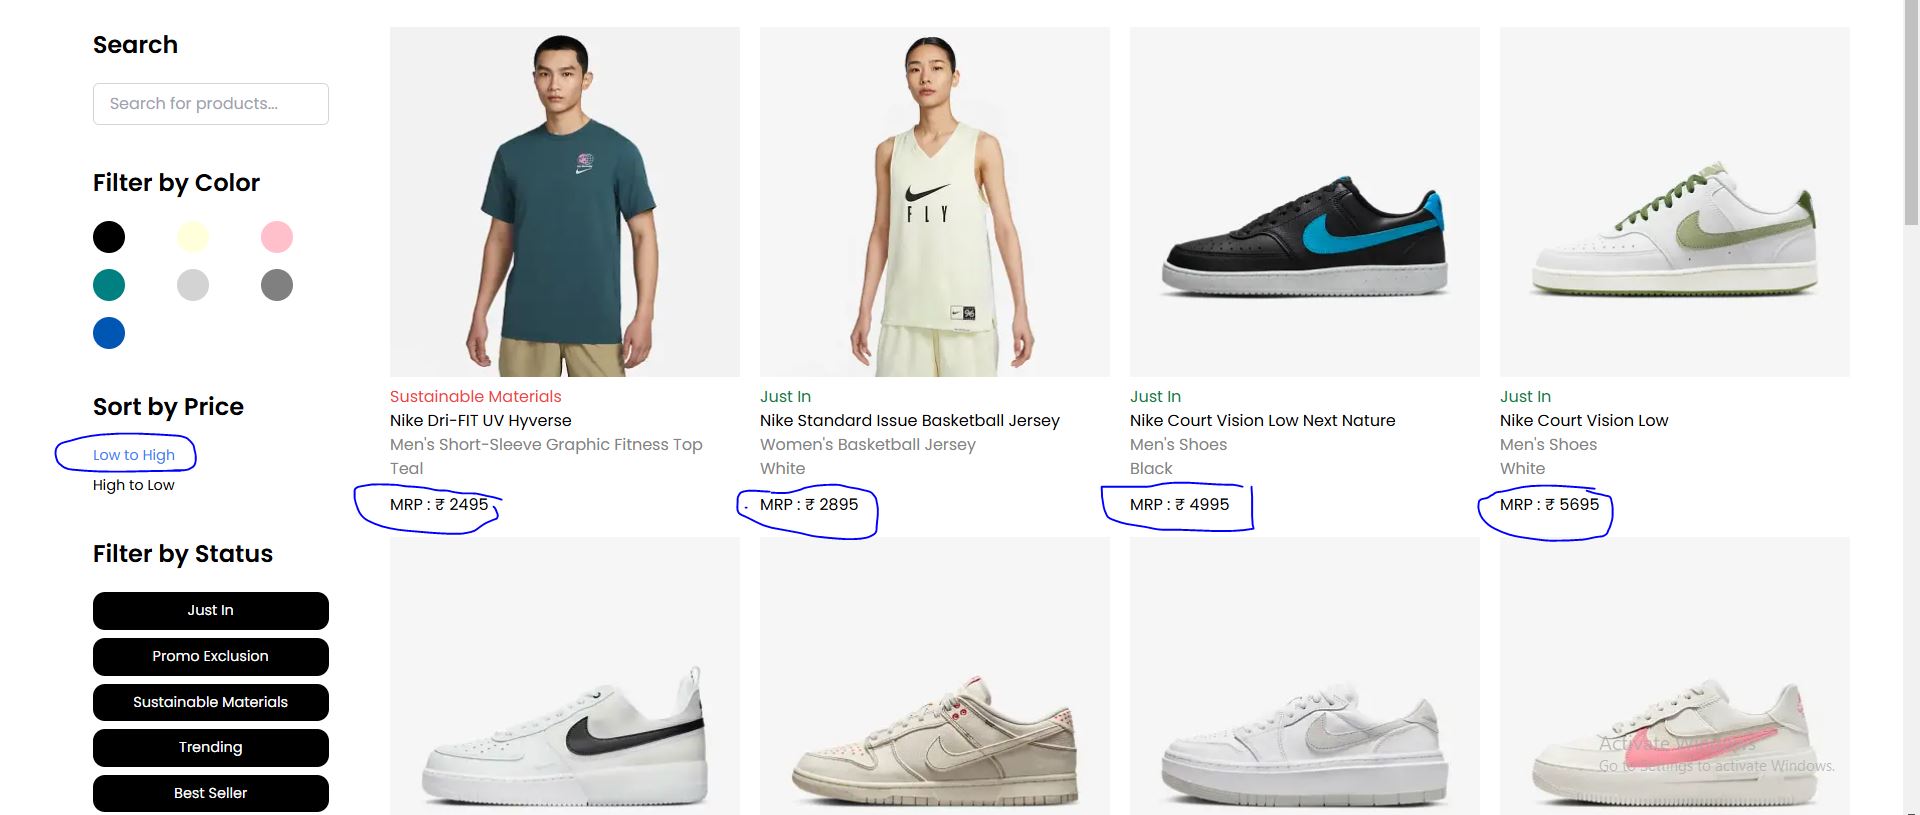 Search
Search for products...
Filter by Color
Sort by Price
Low to High
High to Low
Filter by Status
Just In
Promo Exclusion
Sustainable Materials
Trending
Best Seller
FLY
96
Sustainable Materials
Nike Dri-FIT UV Hyverse
Men's Short-Sleeve Graphic Fitness Top
Teal
MRP : ₹ 2495
Just In
Nike Standard Issue Basketball Jersey
Women's Basketball Jersey
White
MRP : ₹ 2895
Just In
Nike Court Vision Low Next Nature
Men's Shoes
Black
MRP : ₹ 4995
Just In
Nike Court Vision Low
Men's Shoes
White
MRP : ₹ 5695
Activate Windows
Go to Settings to activate Windows.